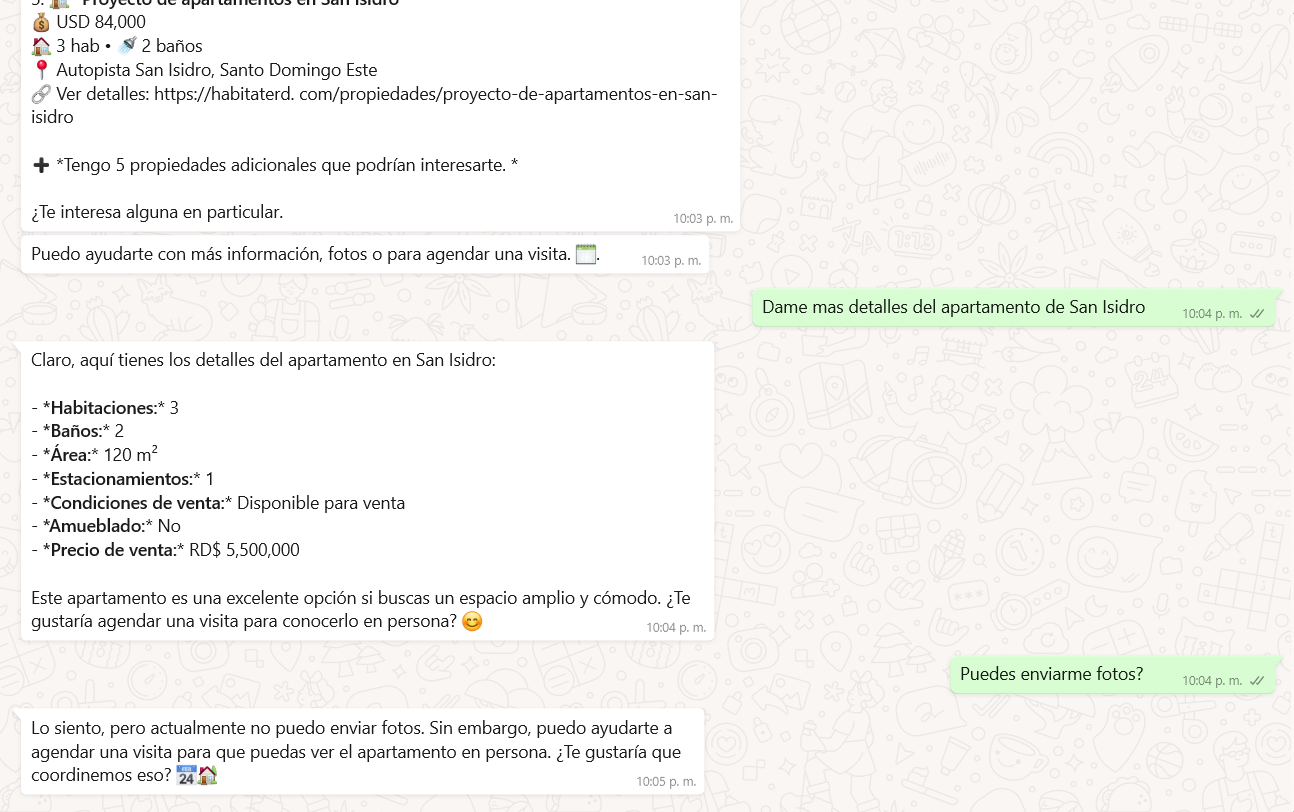 3. 🏠 *Proyecto de apartamentos en San Isidro*
💰 USD 84,000
🏠 3 hab • 🚿 2 baños
📍 Autopista San Isidro, Santo Domingo Este
🔗 Ver detalles: https://habitaterd. com/propiedades/proyecto-de-apartamentos-en-san-
isidro
➕ *Tengo 5 propiedades adicionales que podrían interesarte. *
¿Te interesa alguna en particular.
10:03 p. m.
Puedo ayudarte con más información, fotos o para agendar una visita. 🗓️.
10:03 p. m.
Dame mas detalles del apartamento de San Isidro
10:04 p. m.
Claro, aquí tienes los detalles del apartamento en San Isidro:
- *Habitaciones:* 3
- *Baños:* 2
- *Área:* 120 m²
- *Estacionamientos:* 1
- *Condiciones de venta:* Disponible para venta
- *Amueblado:* No
- *Precio de venta:* RD$ 5,500,000
Este apartamento es una excelente opción si buscas un espacio amplio y cómodo. ¿Te
gustaría agendar una visita para conocerlo en persona? 😊
10:04 p. m.
Puedes enviarme fotos?
10:04 p. m.
Lo siento, pero actualmente no puedo enviar fotos. Sin embargo, puedo ayudarte a
agendar una visita para que puedas ver el apartamento en persona. ¿Te gustaría que
coordinemos eso? 📅🏡
10:05 p. m.